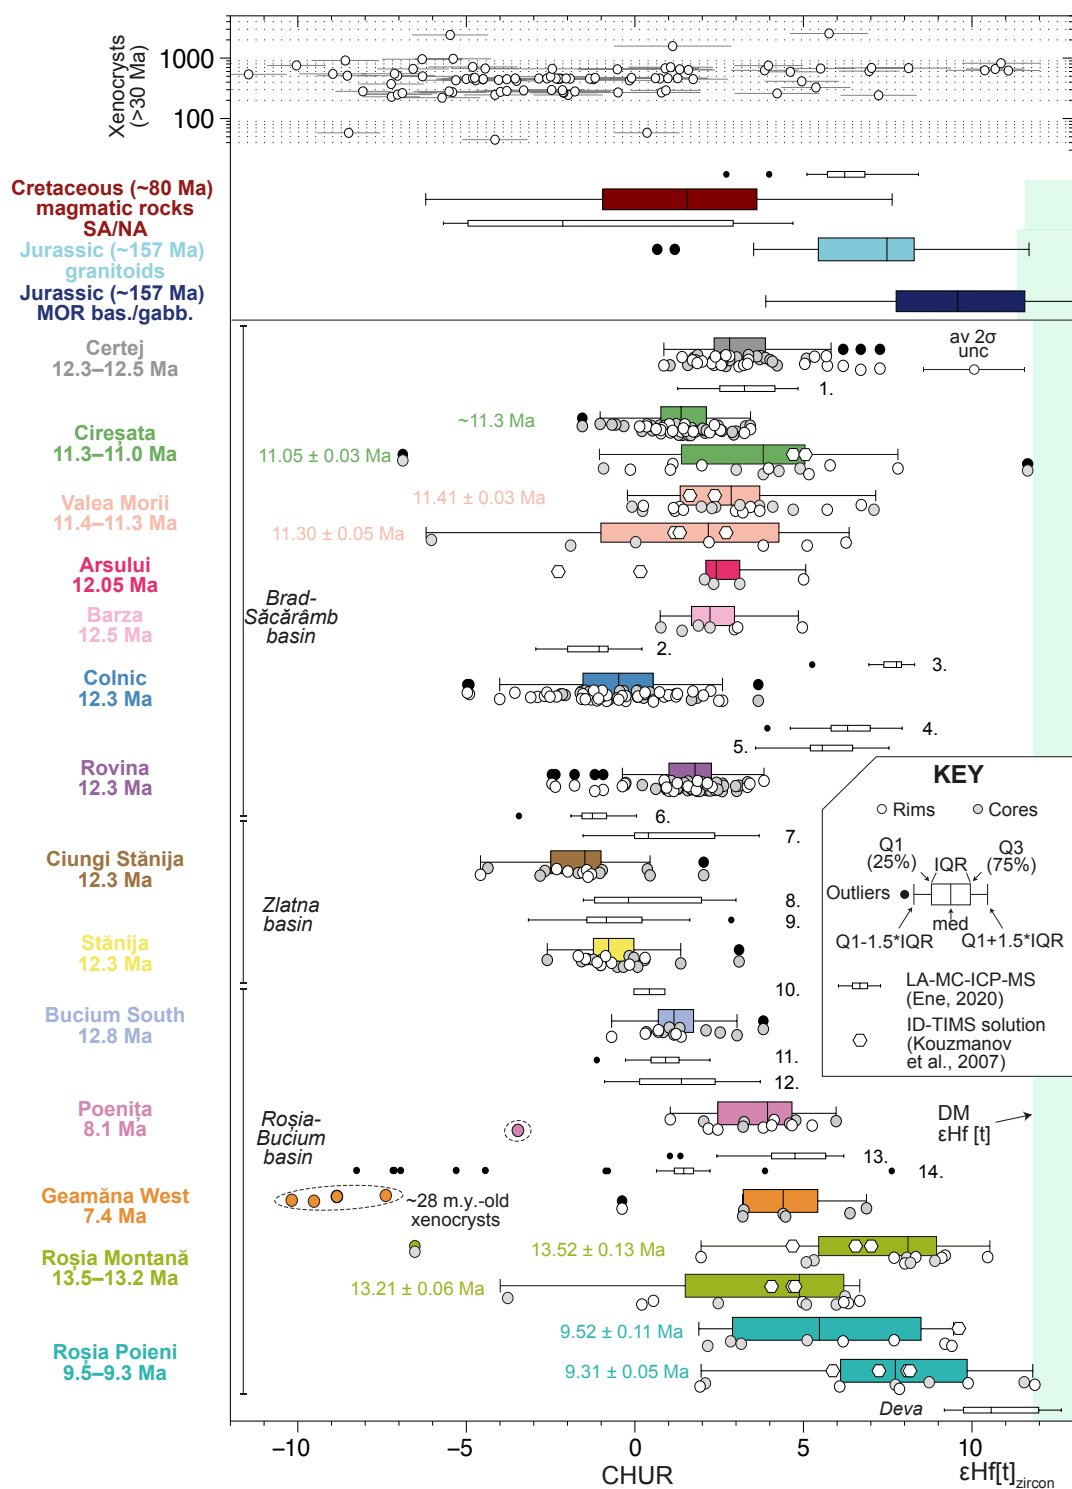 Xenocrysts
(>30 Ma)
1000
100
Cretaceous (~80 Ma)
magmatic rocks
SA/NA
Jurassic (~157 Ma)
granitoids
Jurassic (~157 Ma)
MOR bas./gabb.
Certej
12.3–12.5 Ma
av 2σ
unc
1.
Cireșata
11.3–11.0 Ma
~11.3 Ma
11.05 ± 0.03 Ma
Valea Morii
11.4–11.3 Ma
11.41 ± 0.03 Ma
11.30 ± 0.05 Ma
Arsului
12.05 Ma
Brad-
Săcărâmb
basin
Barza
12.5 Ma
2.
3.
Colnic
12.3 Ma
4.
5.
Rovina
12.3 Ma
6.
KEY
Rims
Cores
Q1
(25%)
IQR
Q3
(75%)
Outliers
med
Q1-1.5*IQR
Q1+1.5*IQR
LA-MC-ICP-MS
(Ene, 2020)
ID-TIMS solution
(Kouzmanov
et al., 2007)
7.
Ciungi Stănija
12.3 Ma
Zlatna
basin
8.
9.
Stănija
12.3 Ma
10.
Bucium South
12.8 Ma
11.
12.
Poenița
8.1 Ma
Roșia-
Bucium
basin
DM
εHf [t]
13.
14.
Geamăna West
7.4 Ma
~28 m.y.-old
xenocrysts
Roșia Montană
13.5–13.2 Ma
13.52 ± 0.13 Ma
13.21 ± 0.06 Ma
Roșia Poieni
9.5–9.3 Ma
9.52 ± 0.11 Ma
9.31 ± 0.05 Ma
Deva
−10
−5
0
5
10
CHUR
εHf[t]zircon